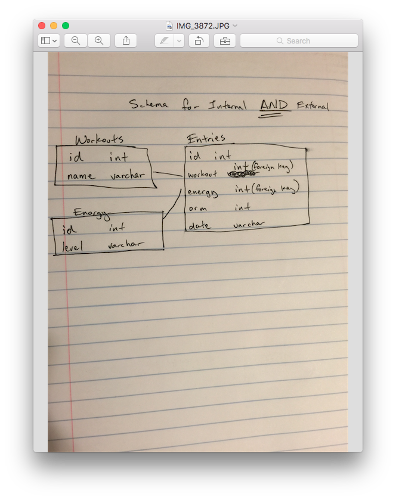 IMG_3872.JPG
Search
Schema for Internal AND External
Workouts
id int
name varchar
Entries
id int
workout int (foreign key)
energy int (foreign key)
orm int
date varchar
Energy
id int
level varchar